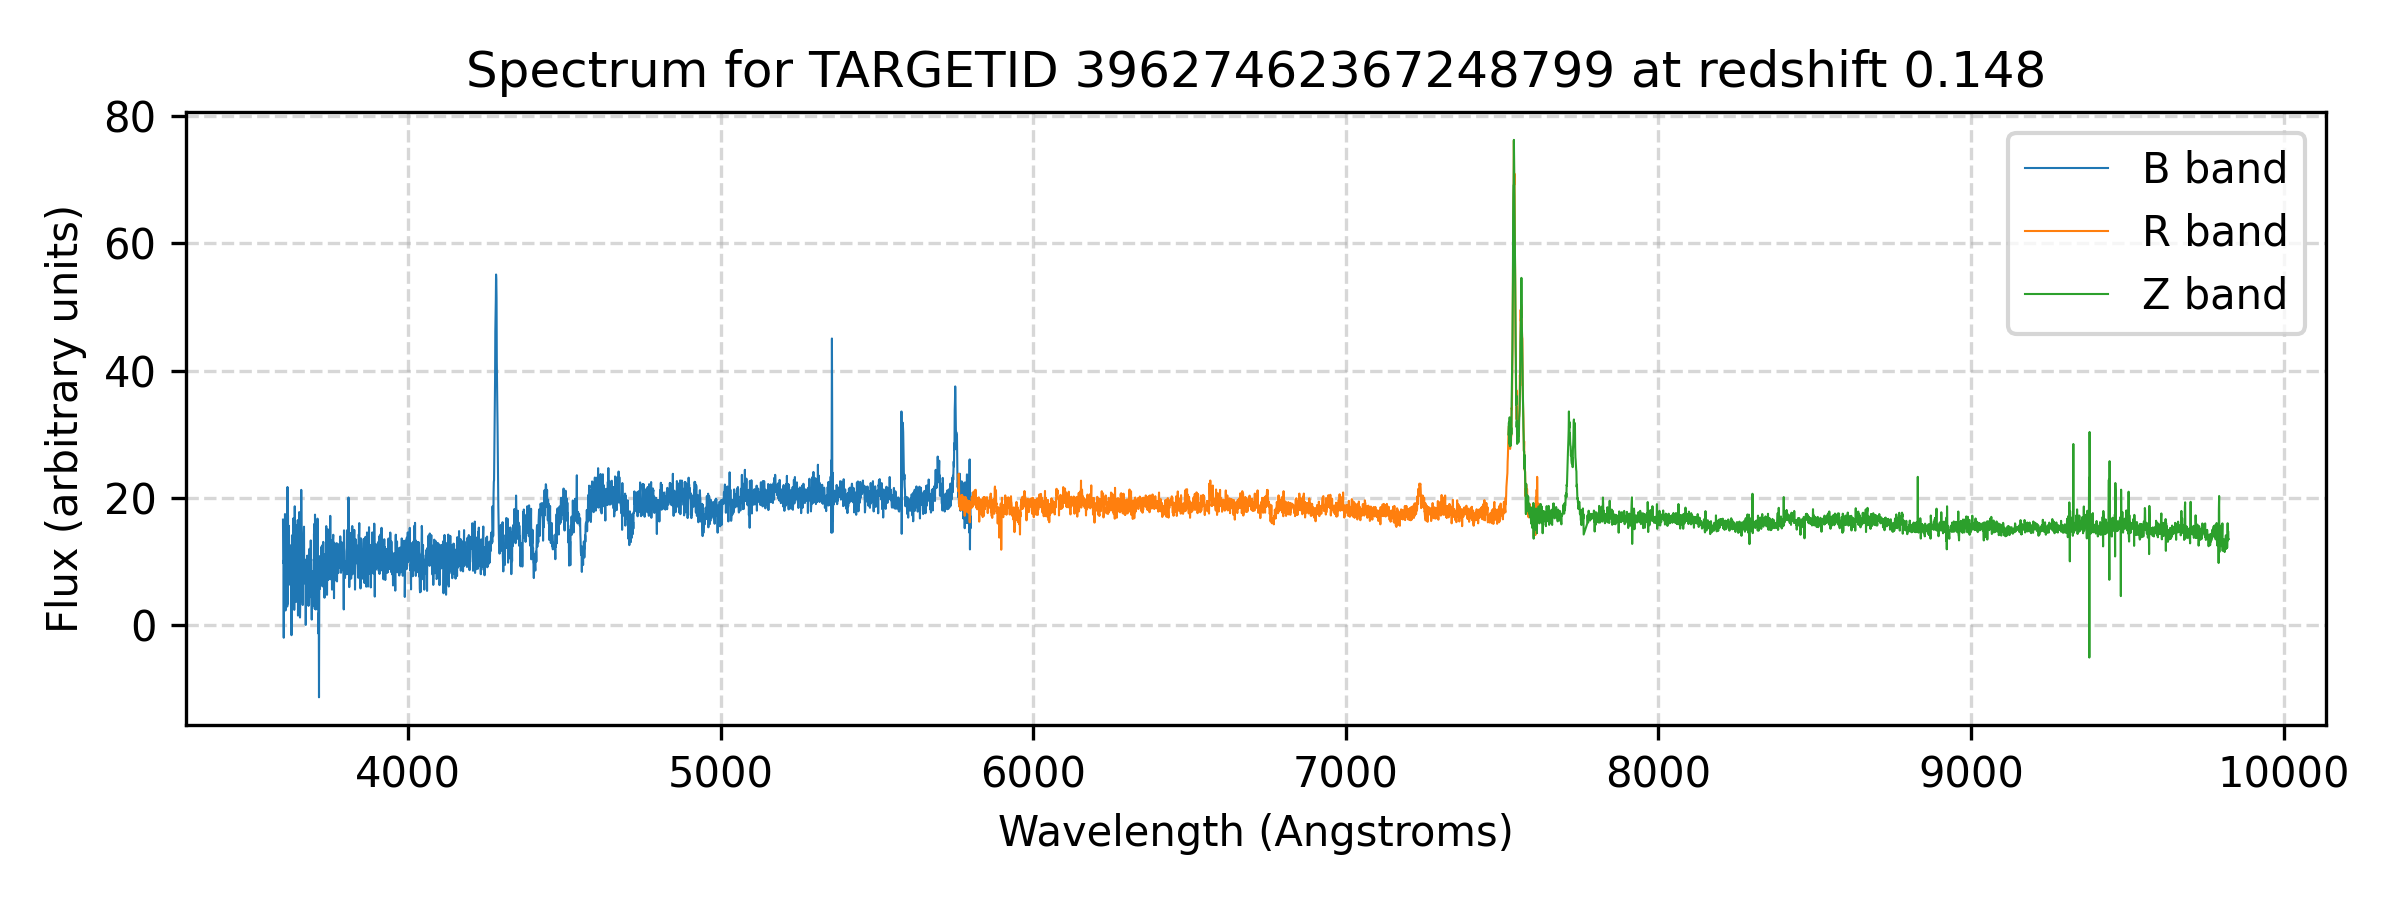 Spectrum for TARGETID 39627462367248799 at redshift 0.148
80
60
40
20
0
Flux (arbitrary units)
B band
R band
Z band
4000 5000 6000 7000 8000 9000 10000
Wavelength (Angstroms)